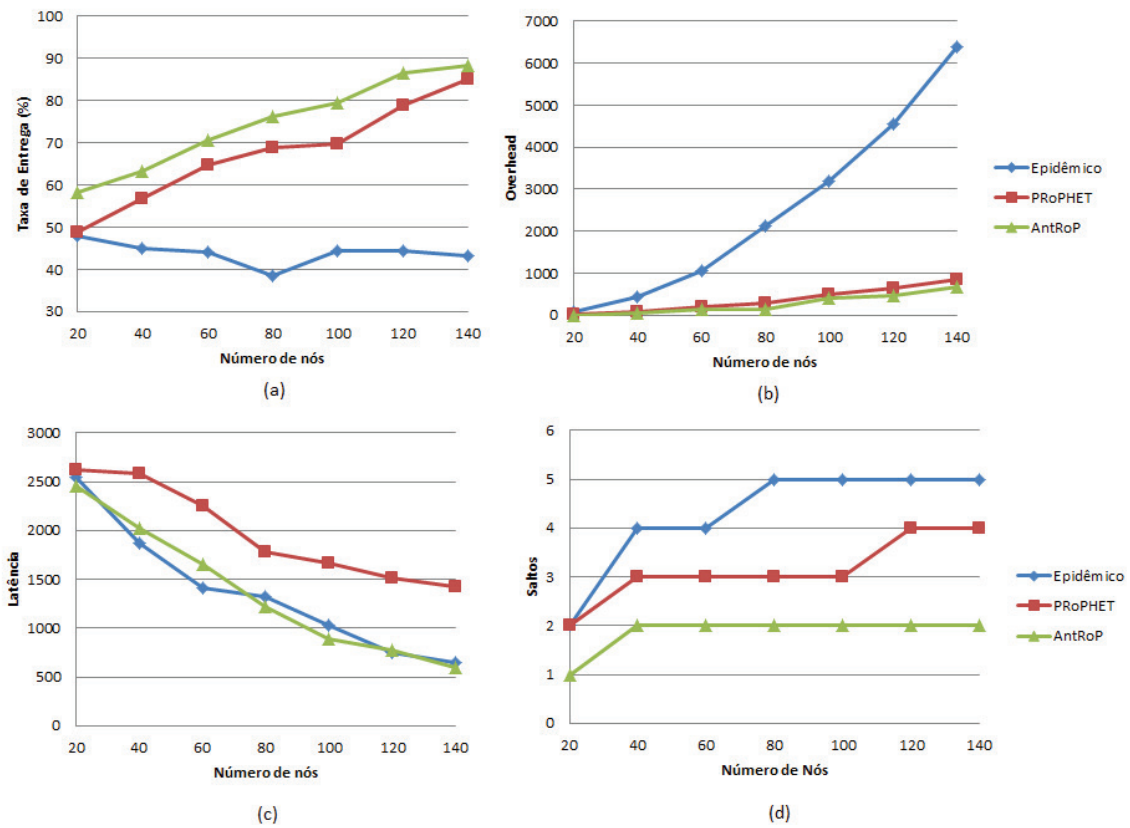 100
90
80
70
60
50
40
30
Taxa de Entrega (%)
20 40 60 80 100 120 140
Número de nós
(a)
7000
6000
5000
4000
3000
2000
1000
0
Overhead
20 40 60 80 100 120 140
Número de nós
(b)
Epidêmico
PRoPHET
AntRoP
3000
2500
2000
1500
1000
500
0
Latência
20 40 60 80 100 120 140
Número de nós
(c)
6
5
4
3
2
1
0
Saltos
20 40 60 80 100 120 140
Número de Nós
(d)
Epidêmico
PRoPHET
AntRoP